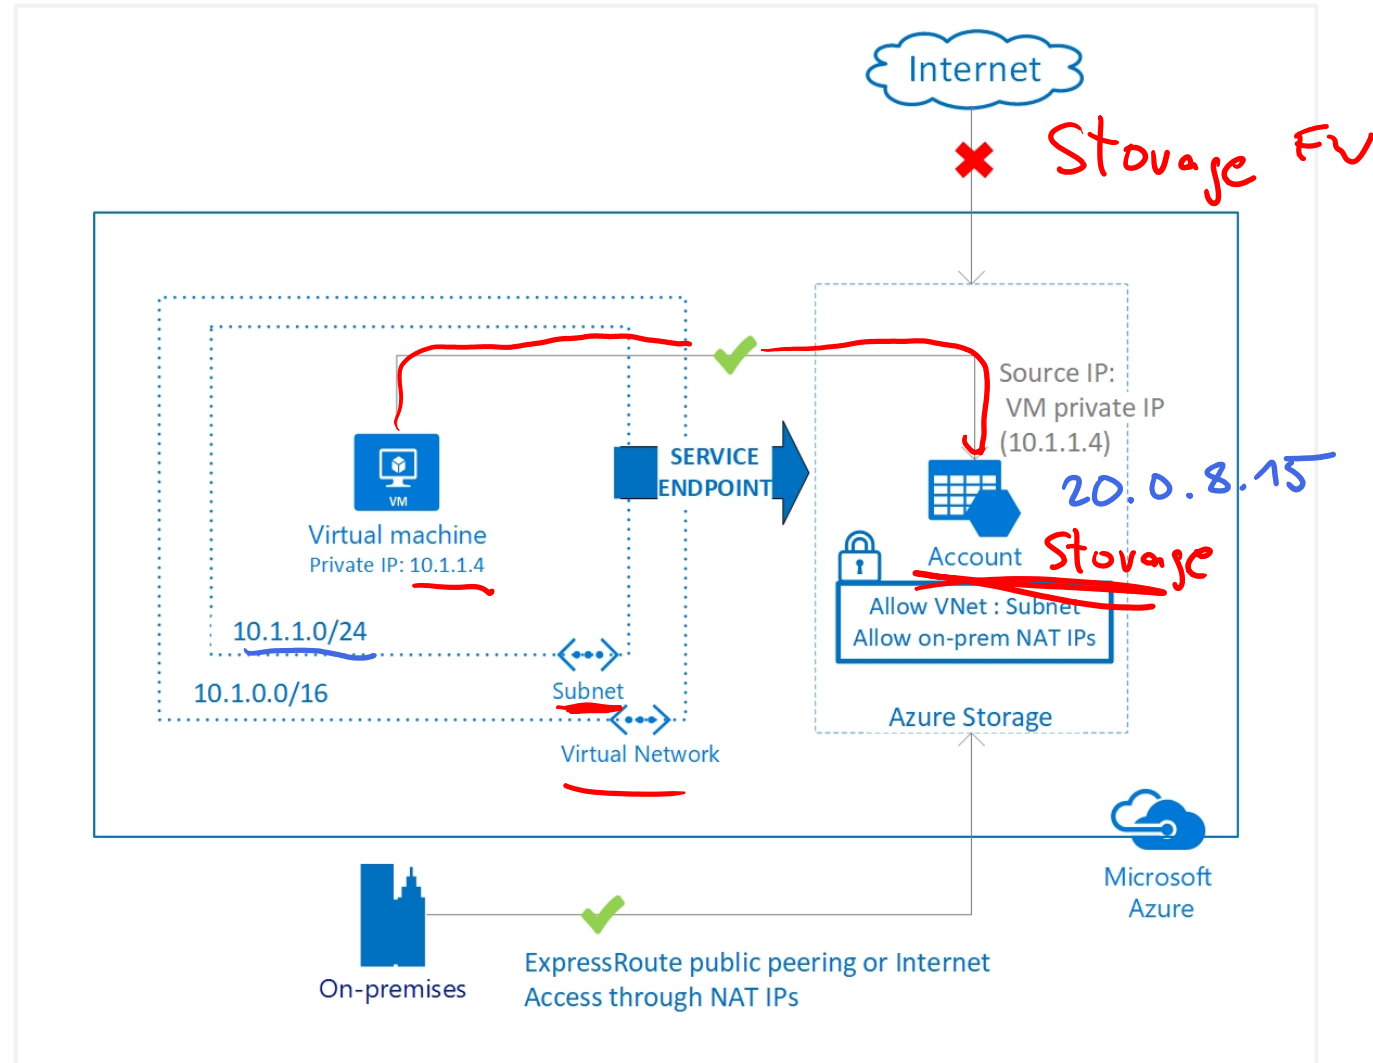 Internet
Storage FW
Source IP:
VM private IP
(10.1.1.4)
SERVICE
ENDPOINT
20.0.8.15
VM
Virtual machine
Private IP: 10.1.1.4
Account
Storage
Allow VNet : Subnet
Allow on-prem NAT IPs
10.1.1.0/24
10.1.0.0/16
Subnet
Azure Storage
Virtual Network
Microsoft
Azure
ExpressRoute public peering or Internet
Access through NAT IPs
On-premises